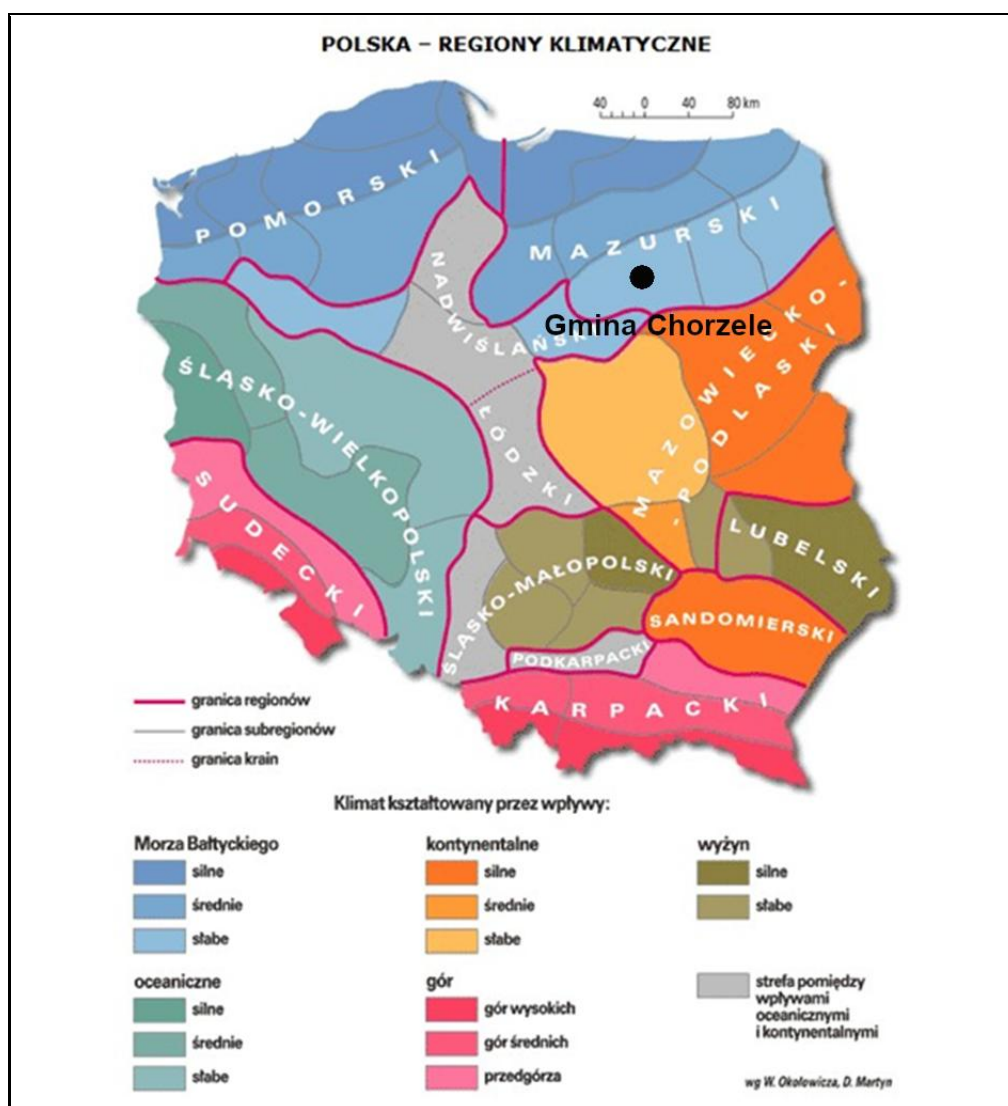 POLSKA – REGIONY KLIMATYCZNE
40 0 40 80 km
POMORSKI
MAZURSKI
NADWIŚLAŃSKI
Gmina Chorzele
MAZOWIECKO-
-PODLASKI
ŚLĄSKO-WIELKOPOLSKI
ŁÓDZKI
SUDECKI
LUBELSKI
ŚLĄSKO-MAŁOPOLSKI
SANDOMIERSKI
PODKARPACKI
KARPACKI
granica regionów
granica subregionów
granica krain
Klimat kształtowany przez wpływy:
Morza Bałtyckiego
silne
średnie
słabe
kontynentalne
silne
średnie
słabe
wyżyn
silne
słabe
oceaniczne
silne
średnie
słabe
gór
gór wysokich
gór średnich
przedgórza
strefa pomiędzy
wpływami
oceanicznymi
i kontynentalnymi
wg W. Okołowicza, D. Martyn